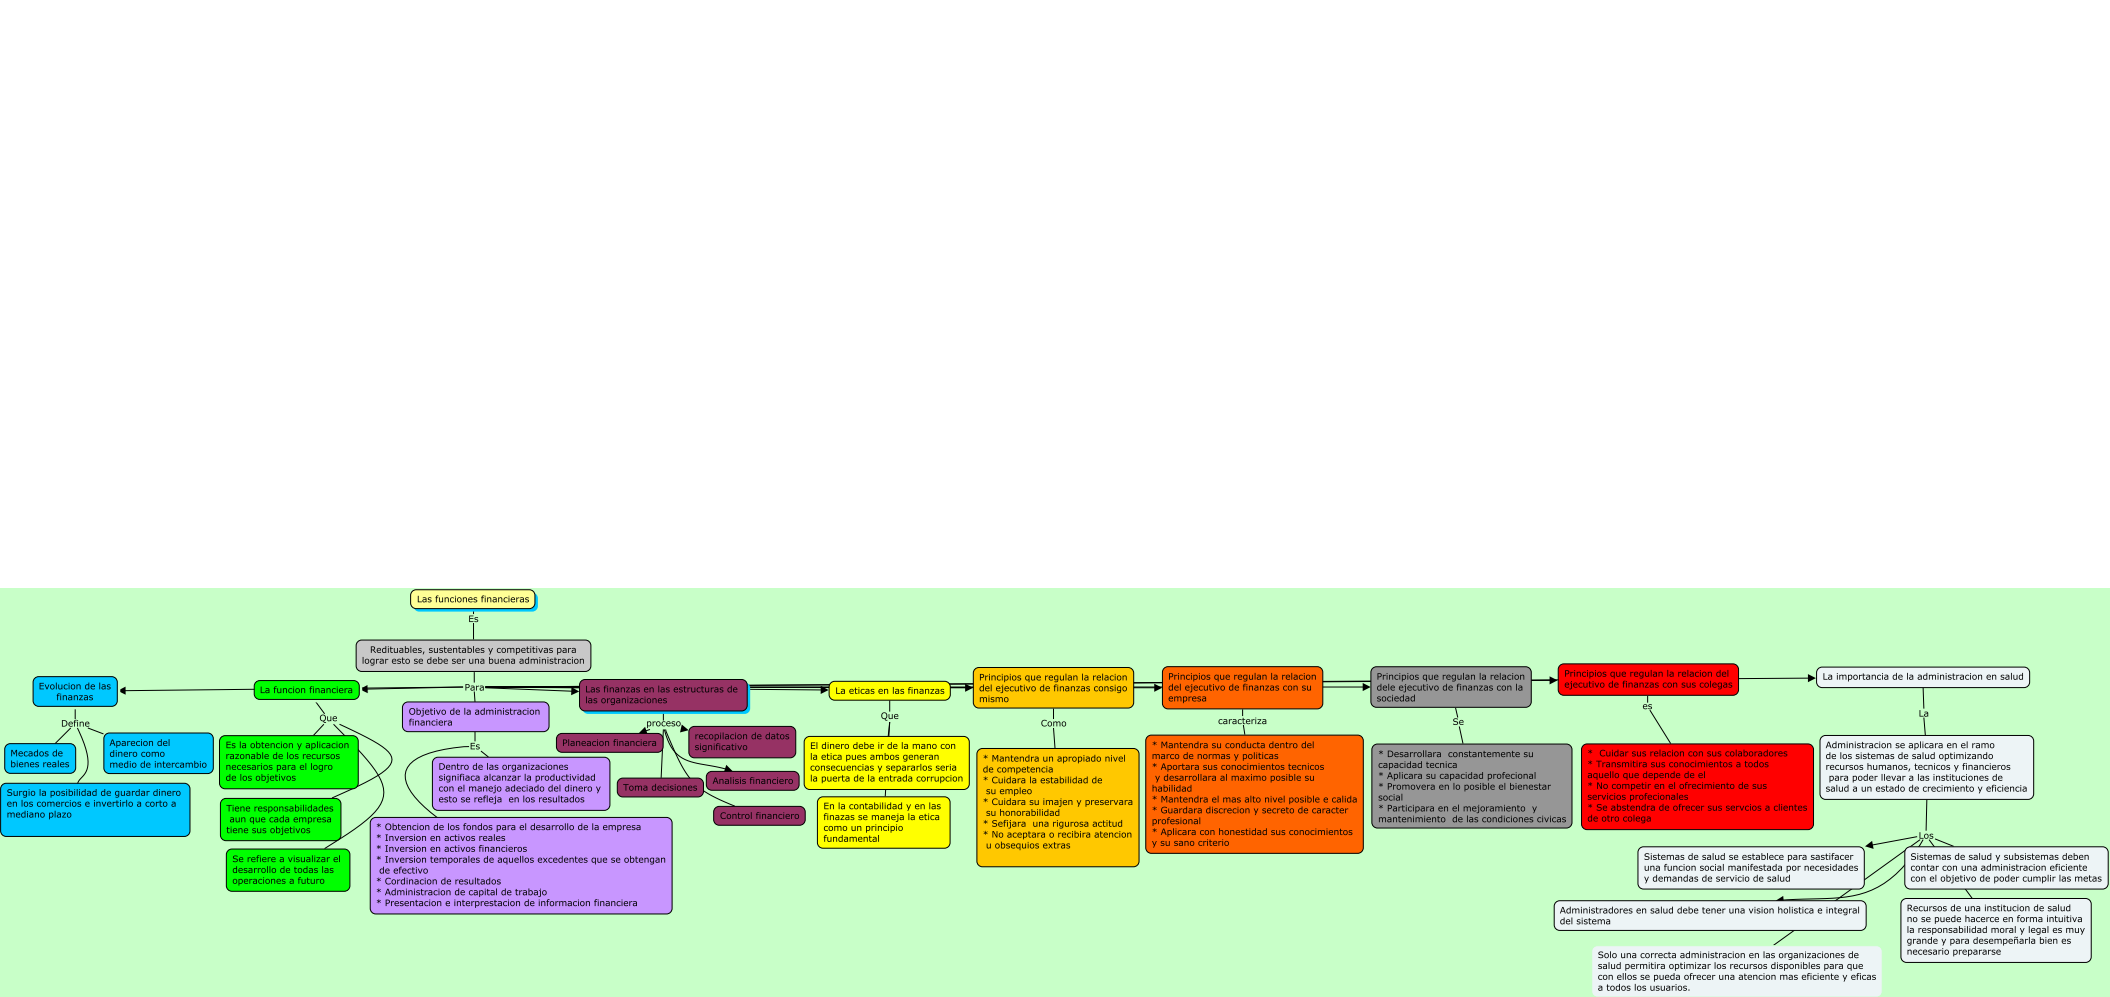 Las funciones financieras
Es
Redituables, sustentables y competitivas para
lograr esto se debe ser una buena administracion
Para
Evolucion de las
finanzas
Define
Mecados de
bienes reales
Aparecion del
dinero como
medio de intercambio
Surgio la posibilidad de guardar dinero
en los comercios e invertirlo a corto a
mediano plazo
La funcion financiera
Que
Es la obtencion y aplicacion
razonable de los recursos
necesarios para el logro
de los objetivos
Tiene responsabilidades
aun que cada empresa
tiene sus objetivos
Se refiere a visualizar el
desarrollo de todas las
operaciones a futuro
Objetivo de la administracion
financiera
Es
Dentro de las organizaciones
signifiaca alcanzar la productividad
con el manejo adeciado del dinero y
esto se refleja en los resultados
* Obtencion de los fondos para el desarrollo de la empresa
* Inversion en activos reales
* Inversion en activos financieros
* Inversion temporales de aquellos excedentes que se obtengan
de efectivo
* Cordinacion de resultados
* Administracion de capital de trabajo
* Presentacion e interprestacion de informacion financiera
Las finanzas en las estructuras de
las organizaciones
proceso
Planeacion financiera
recopilacion de datos
significativo
Analisis financiero
Toma decisiones
Control financiero
La eticas en las finanzas
Que
El dinero debe ir de la mano con
la etica pues ambos generan
consecuencias y separarlos seria
la puerta de la entrada corrupcion
En la contabilidad y en las
finazas se maneja la etica
como un principio
fundamental
Principios que regulan la relacion
del ejecutivo de finanzas consigo
mismo
Como
* Mantendra un apropiado nivel
de competencia
* Cuidara la estabilidad de
su empleo
* Cuidara su imajen y preservara
su honorabilidad
* Sefijara una rigurosa actitud
* No aceptara o recibira atencion
u obsequios extras
Principios que regulan la relacion
del ejecutivo de finanzas con su
empresa
caracteriza
* Mantendra su conducta dentro del
marco de normas y politicas
* Aportara sus conocimientos tecnicos
y desarrollara al maximo posible su
habilidad
* Mantendra el mas alto nivel posible e calida
* Guardara discrecion y secreto de caracter
profesional
* Aplicara con honestidad sus conocimientos
y su sano criterio
Principios que regulan la relacion
dele ejecutivo de finanzas con la
sociedad
Se
* Desarrollara constantemente su
capacidad tecnica
* Aplicara su capacidad profecional
* Promovera en lo posible el bienestar
social
* Participara en el mejoramiento y
mantenimiento de las condiciones civicas
Principios que regulan la relacion del
ejecutivo de finanzas con sus colegas
es
* Cuidar sus relacion con sus colaboradores
* Transmitira sus conocimientos a todos
aquello que depende de el
* No competir en el ofrecimiento de sus
servicios profecionales
* Se abstendra de ofrecer sus servcios a clientes
de otro colega
La importancia de la administracion en salud
La
Administracion se aplicara en el ramo
de los sistemas de salud optimizando
recursos humanos, tecnicos y financieros
para poder llevar a las instituciones de
salud a un estado de crecimiento y eficiencia
Los
Sistemas de salud se establece para sastifacer
una funcion social manifestada por necesidades
y demandas de servicio de salud
Sistemas de salud y subsistemas deben
contar con una administracion eficiente
con el objetivo de poder cumplir las metas
Administradores en salud debe tener una vision holistica e integral
del sistema
Recursos de una institucion de salud
no se puede hacerce en forma intuitiva
la responsabilidad moral y legal es muy
grande y para desempeñarla bien es
necesario prepararse
Solo una correcta administracion en las organizaciones de
salud permitira optimizar los recursos disponibles para que
con ellos se pueda ofrecer una atencion mas eficiente y eficas
a todos los usuarios.